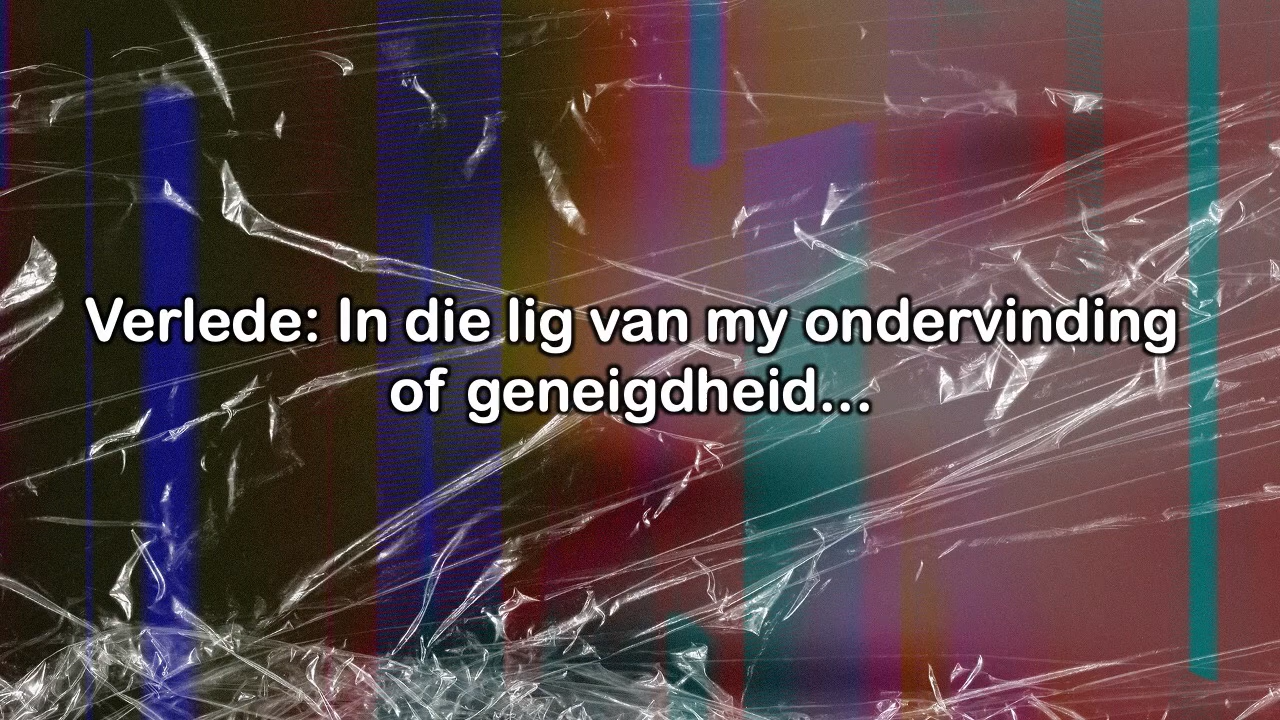 Verlede: In die lig van my ondervinding
of geneigdheid...